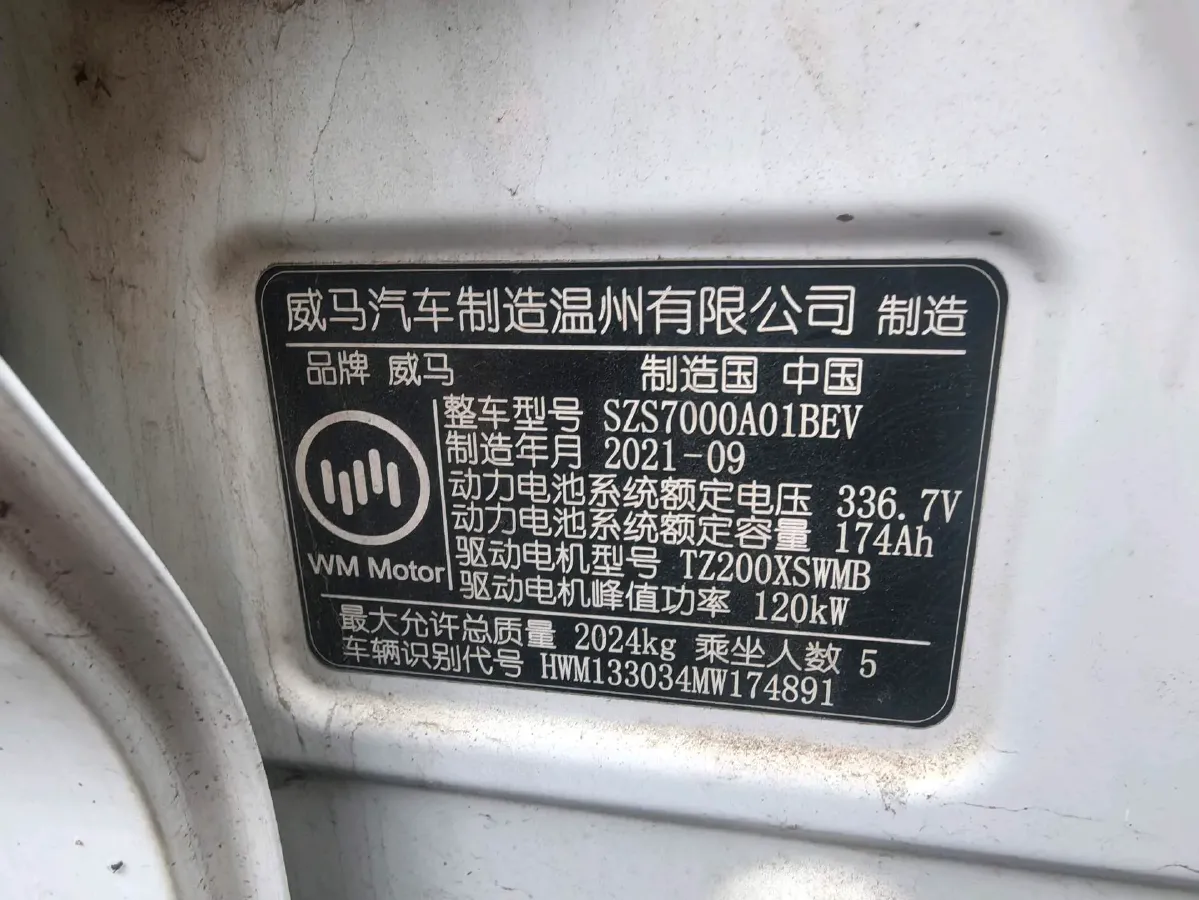 威马汽车制造温州有限公司 制造
品牌 威马 制造国 中国
整车型号 SZS7000A01BEV
制造年月 2021-09
动力电池系统额定电压 336.7V
动力电池系统额定容量 174Ah
驱动电机型号 TZ200XSWMB
驱动电机峰值功率 120kW
WM Motor
最大允许总质量 2024kg 乘坐人数 5
车辆识别代号 HWM133034MW174891